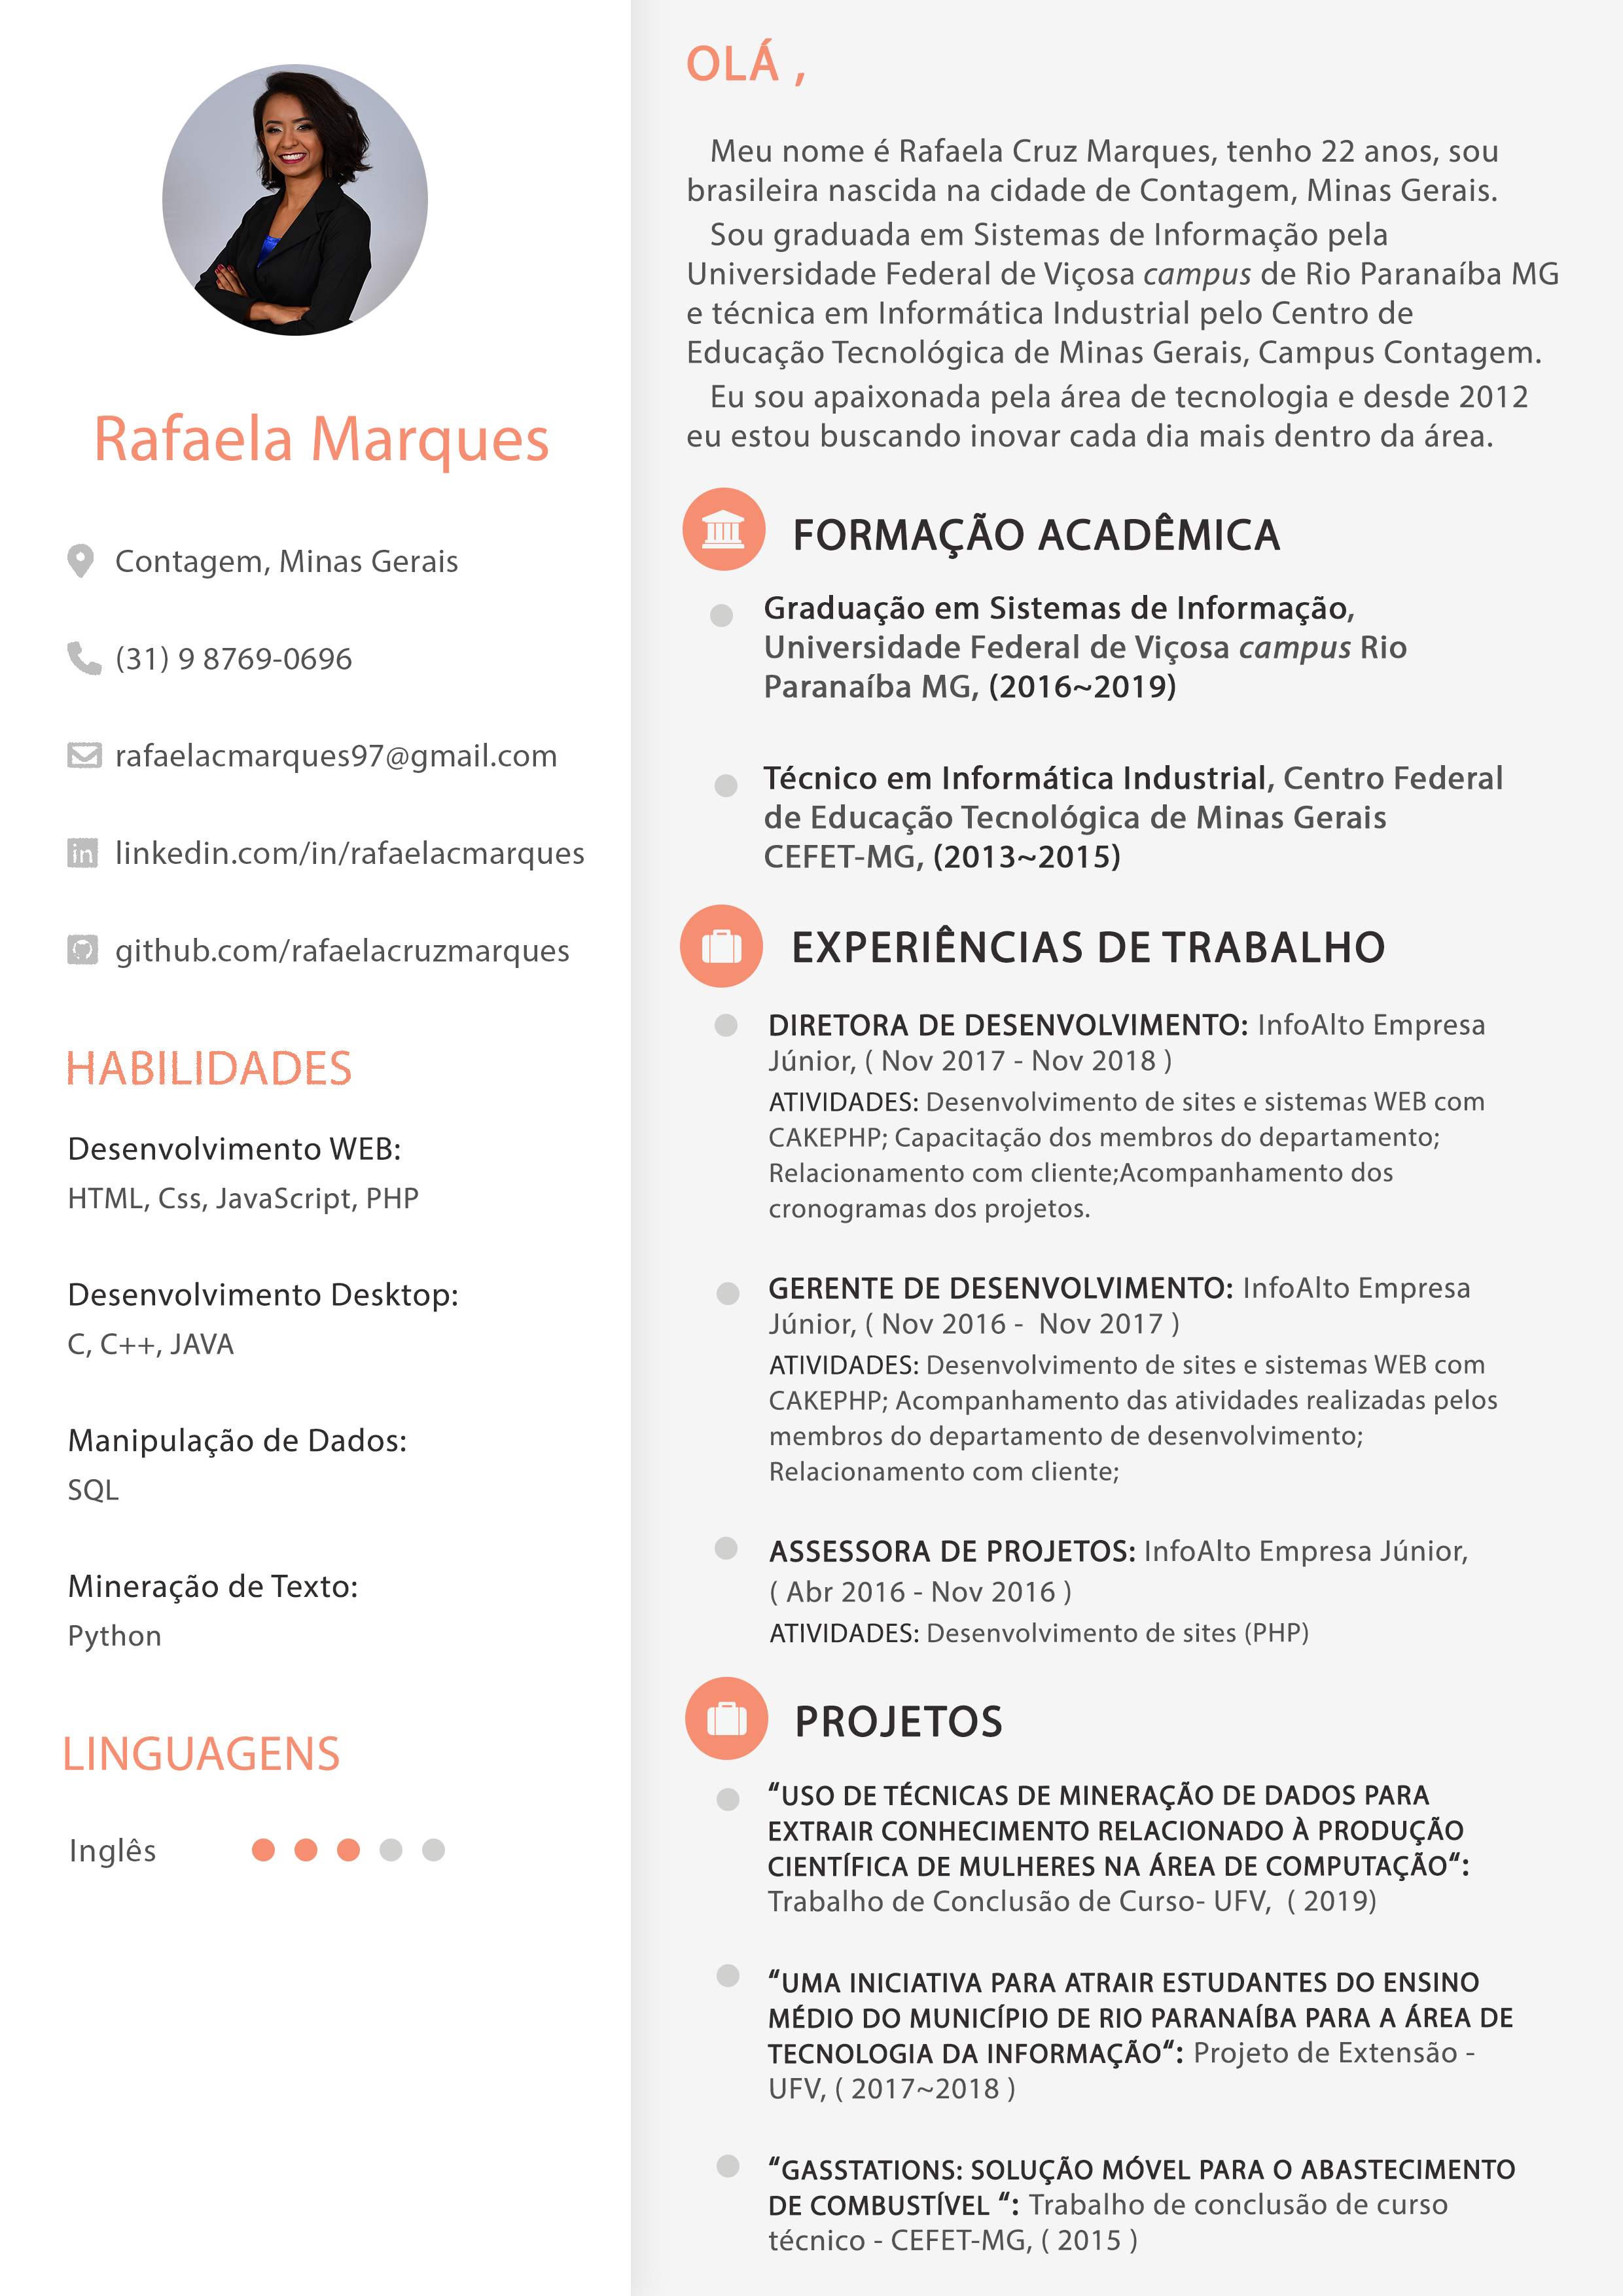 Rafaela Marques
Contagem, Minas Gerais
(31) 9 8769-0696
rafaelacmarques97@gmail.com
in linkedin.com/in/rafaelacmarques
github.com/rafaelacruzmarques
HABILIDADES
Desenvolvimento WEB:
HTML, Css, JavaScript, PHP
Desenvolvimento Desktop:
C, C++, JAVA
Manipulação de Dados:
SQL
Mineração de Texto:
Python
LINGUAGENS
Inglês
OLÁ ,
Meu nome é Rafaela Cruz Marques, tenho 22 anos, sou
brasileira nascida na cidade de Contagem, Minas Gerais.
Sou graduada em Sistemas de Informação pela
Universidade Federal de Viçosa campus de Rio Paranaíba MG
e técnica em Informática Industrial pelo Centro de
Educação Tecnológica de Minas Gerais, Campus Contagem.
Eu sou apaixonada pela área de tecnologia e desde 2012
eu estou buscando inovar cada dia mais dentro da área.
FORMAÇÃO ACADÊMICA
Graduação em Sistemas de Informação,
Universidade Federal de Viçosa campus Rio
Paranaíba MG, (2016~2019)
Técnico em Informática Industrial, Centro Federal
de Educação Tecnológica de Minas Gerais
CEFET-MG, (2013~2015)
EXPERIÊNCIAS DE TRABALHO
DIRETORA DE DESENVOLVIMENTO: InfoAlto Empresa
Júnior, ( Nov 2017 - Nov 2018 )
ATIVIDADES: Desenvolvimento de sites e sistemas WEB com
CAKEPHP; Capacitação dos membros do departamento;
Relacionamento com cliente;Acompanhamento dos
cronogramas dos projetos.
GERENTE DE DESENVOLVIMENTO: InfoAlto Empresa
Júnior, ( Nov 2016 -  Nov 2017 )
ATIVIDADES: Desenvolvimento de sites e sistemas WEB com
CAKEPHP; Acompanhamento das atividades realizadas pelos
membros do departamento de desenvolvimento;
Relacionamento com cliente;
ASSESSORA DE PROJETOS: InfoAlto Empresa Júnior,
( Abr 2016 - Nov 2016 )
ATIVIDADES: Desenvolvimento de sites (PHP)
PROJETOS
“USO DE TÉCNICAS DE MINERAÇÃO DE DADOS PARA
EXTRAIR CONHECIMENTO RELACIONADO À PRODUÇÃO
CIENTÍFICA DE MULHERES NA ÁREA DE COMPUTAÇÃO“:
Trabalho de Conclusão de Curso- UFV,  ( 2019)
“UMA INICIATIVA PARA ATRAIR ESTUDANTES DO ENSINO
MÉDIO DO MUNICÍPIO DE RIO PARANAÍBA PARA A ÁREA DE
TECNOLOGIA DA INFORMAÇÃO“: Projeto de Extensão -
UFV, ( 2017~2018 )
“GASSTATIONS: SOLUÇÃO MÓVEL PARA O ABASTECIMENTO
DE COMBUSTÍVEL “: Trabalho de conclusão de curso
técnico - CEFET-MG, ( 2015 )